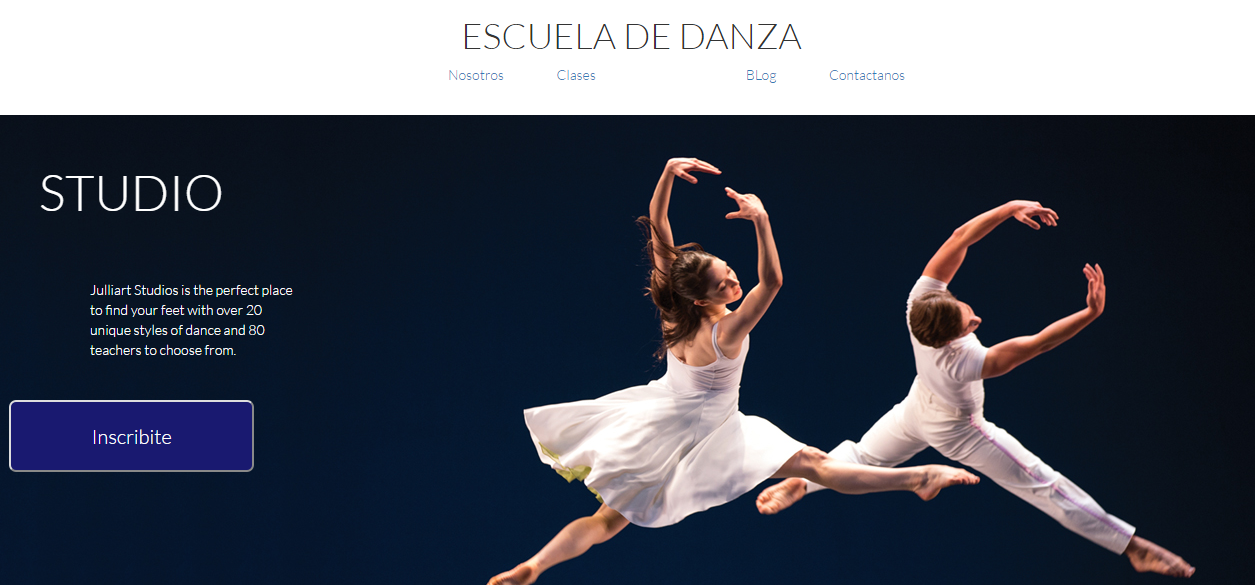 ESCUELA DE DANZA
Nosotros Clases BLog Contactanos
STUDIO
Julliart Studios is the perfect place
to find your feet with over 20
unique styles of dance and 80
teachers to choose from.
Inscribite